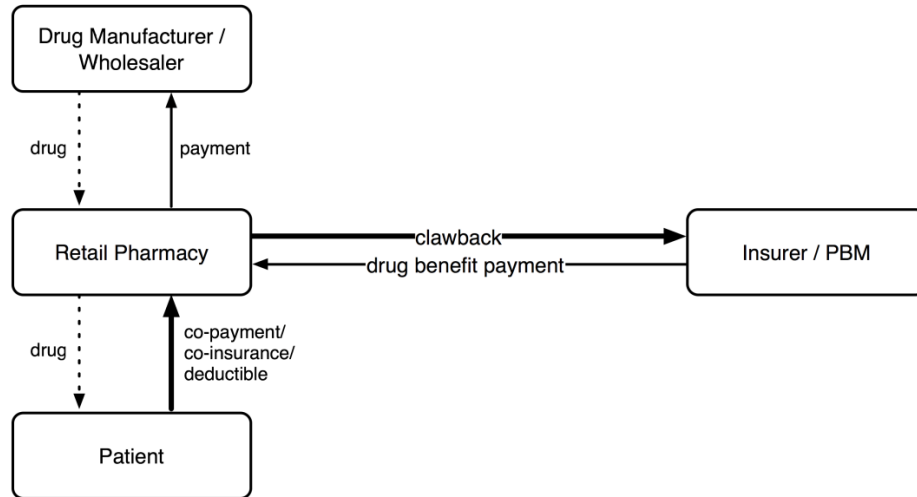 Drug Manufacturer /
Wholesaler
drug
payment
Retail Pharmacy
clawback
drug benefit payment
Insurer / PBM
drug
co-payment/
co-insurance/
deductible
Patient